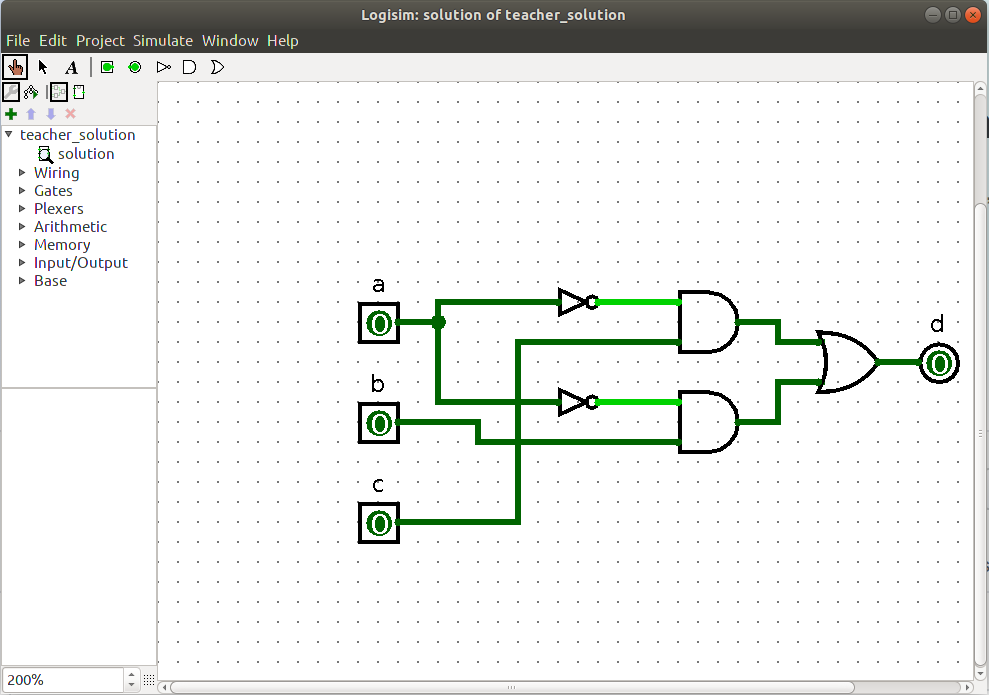 Logisim: solution of teacher_solution
File Edit Project Simulate Window Help
A
teacher_solution
solution
Wiring
Gates
Plexers
Arithmetic
Memory
Input/Output
Base
a
0
b
0
c
0
d
0
200%